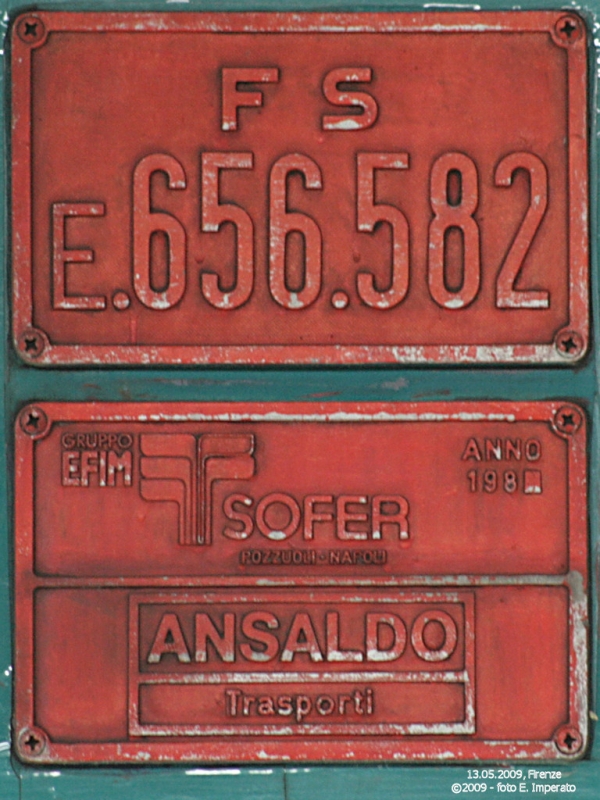 F S
E.656.582
GRUPPO
EFIM
ANNO
SOFER
POZZUOLI-NAPOLI
ANSALDO
Trasporti
13.05.2009, Firenze
©2009 - foto E. Imperato